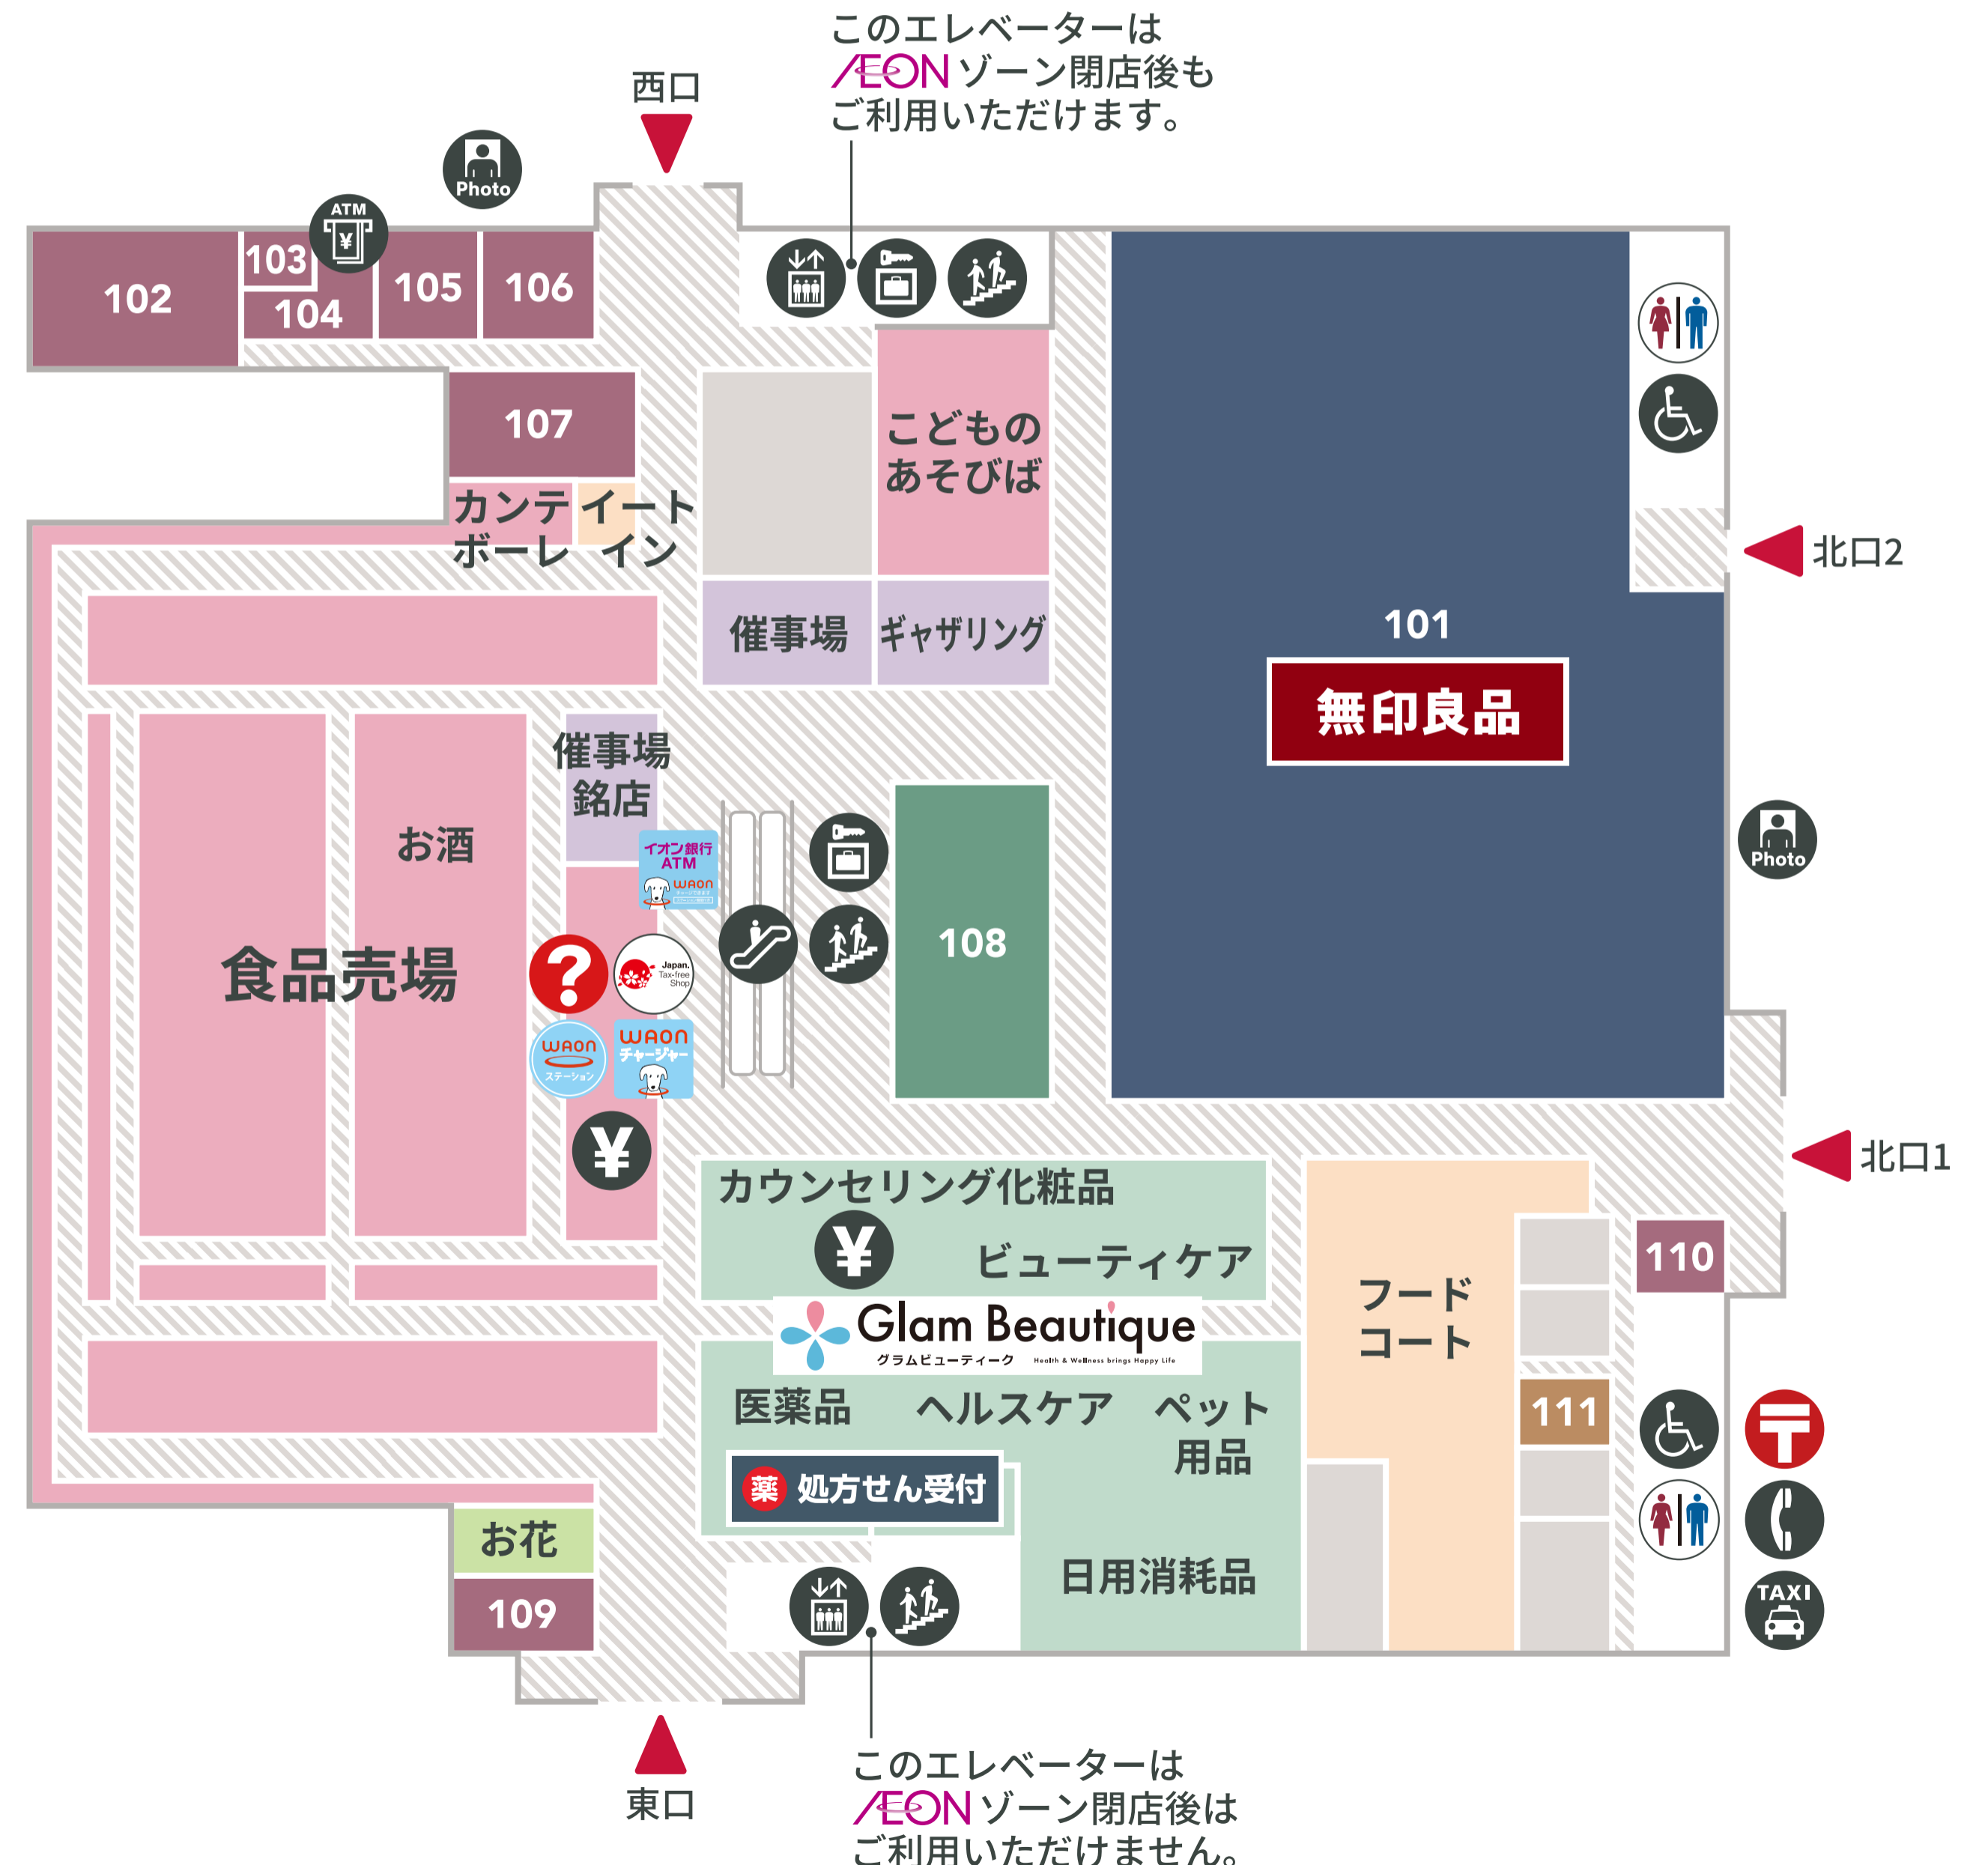 このエレベーターは
ÆON ゾーン閉店後も
ご利用いただけます。
西口
Photo
ATM
¥
102
103
104
105
106
107
カンテ
ボーレ
イート
イン
こどもの
あそびば
催事場
ギャザリング
101
無印良品
北口2
Photo
催事場
銘店
お酒
食品売場
イオン銀行
ATM
WAON
?
Japan.
Tax-free
Shop
WAON
ステーション
WAON
チャージャー
¥
108
北口1
カウンセリング化粧品
¥
ビューティケア
Glam Beautique
グラムビューティーク
Health & Wellness brings Happy Life
医薬品
ヘルスケア
ペット
用品
薬 処方せん受付
日用消耗品
フード
コート
110
111
〒
TAXI
お花
109
東口
このエレベーターは
ÆON ゾーン閉店後は
ご利用いただけません。